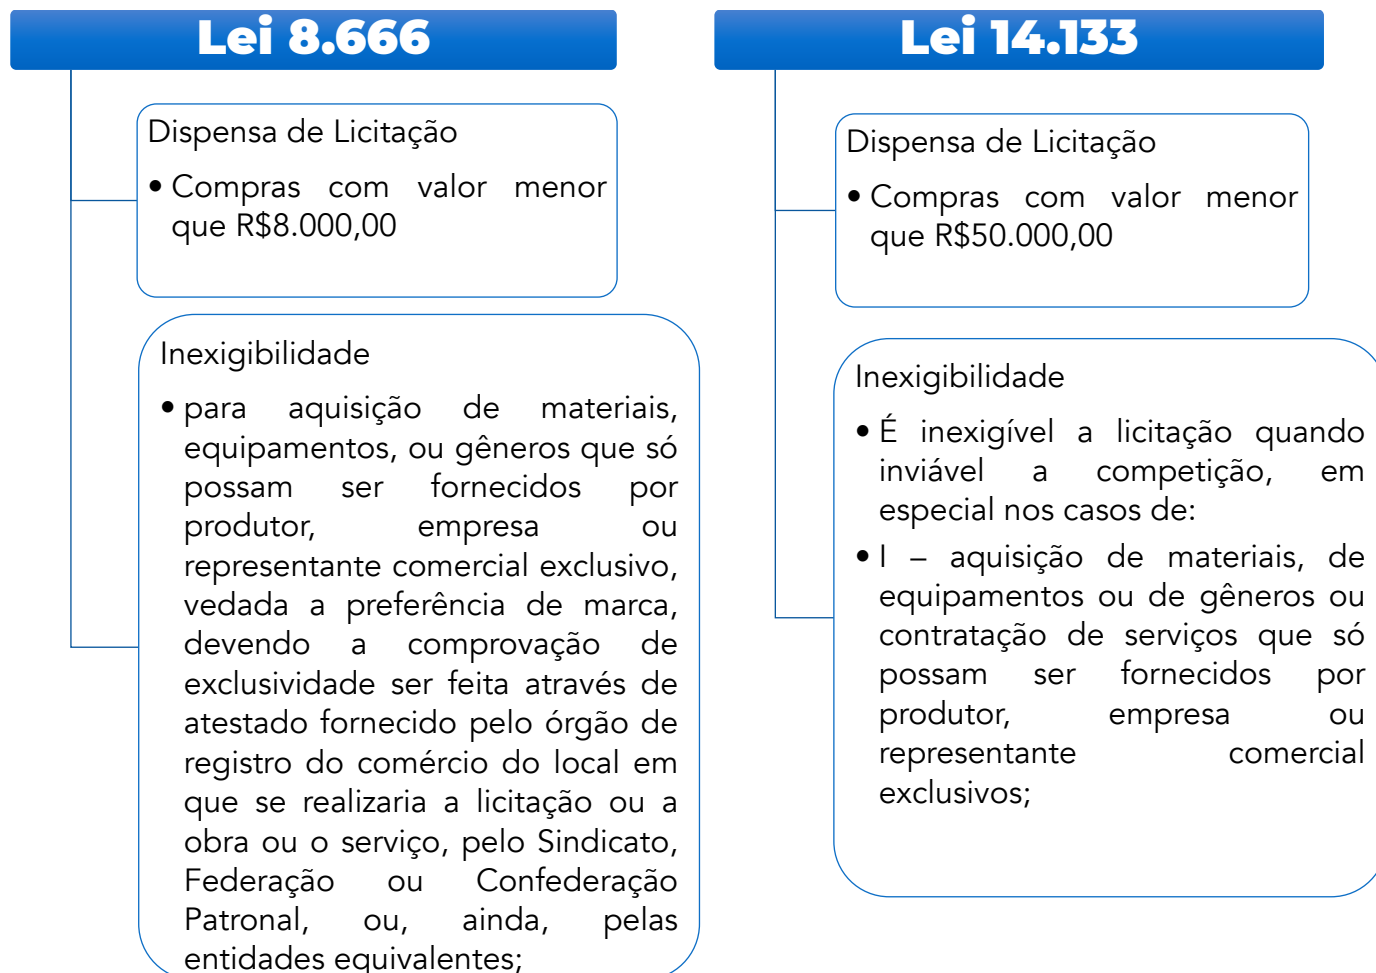 Lei 8.666
Dispensa de Licitação
• Compras com valor menor
que R$8.000,00
Inexigibilidade
• para aquisição de materiais,
equipamentos, ou gêneros que só
possam ser fornecidos por
produtor, empresa ou
representante comercial exclusivo,
vedada a preferência de marca,
devendo a comprovação de
exclusividade ser feita através de
atestado fornecido pelo órgão de
registro do comércio do local em
que se realizaria a licitação ou a
obra ou o serviço, pelo Sindicato,
Federação ou Confederação
Patronal, ou, ainda, pelas
entidades equivalentes;
Lei 14.133
Dispensa de Licitação
• Compras com valor menor
que R$50.000,00
Inexigibilidade
• É inexigível a licitação quando
inviável a competição, em
especial nos casos de:
• I – aquisição de materiais, de
equipamentos ou de gêneros ou
contratação de serviços que só
possam ser fornecidos por
produtor, empresa ou
representante comercial
exclusivos;